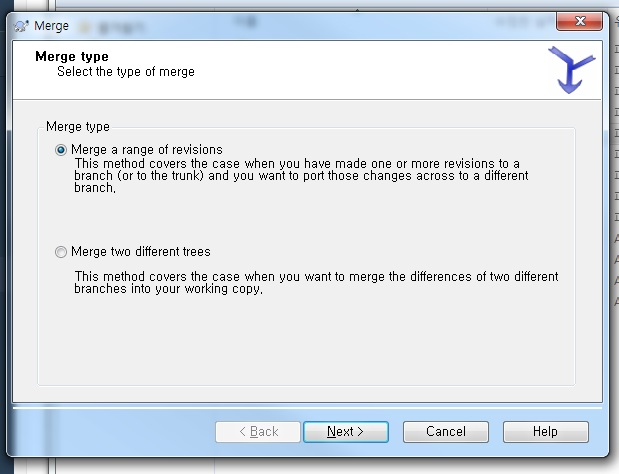 Merge
Merge type
Select the type of merge
Merge type
Merge a range of revisions
This method covers the case when you have made one or more revisions to a
branch (or to the trunk) and you want to port those changes across to a different
branch,
Merge two different trees
This method covers the case when you want to merge the differences of two different
branches into your working copy,
< Back
Next >
Cancel
Help